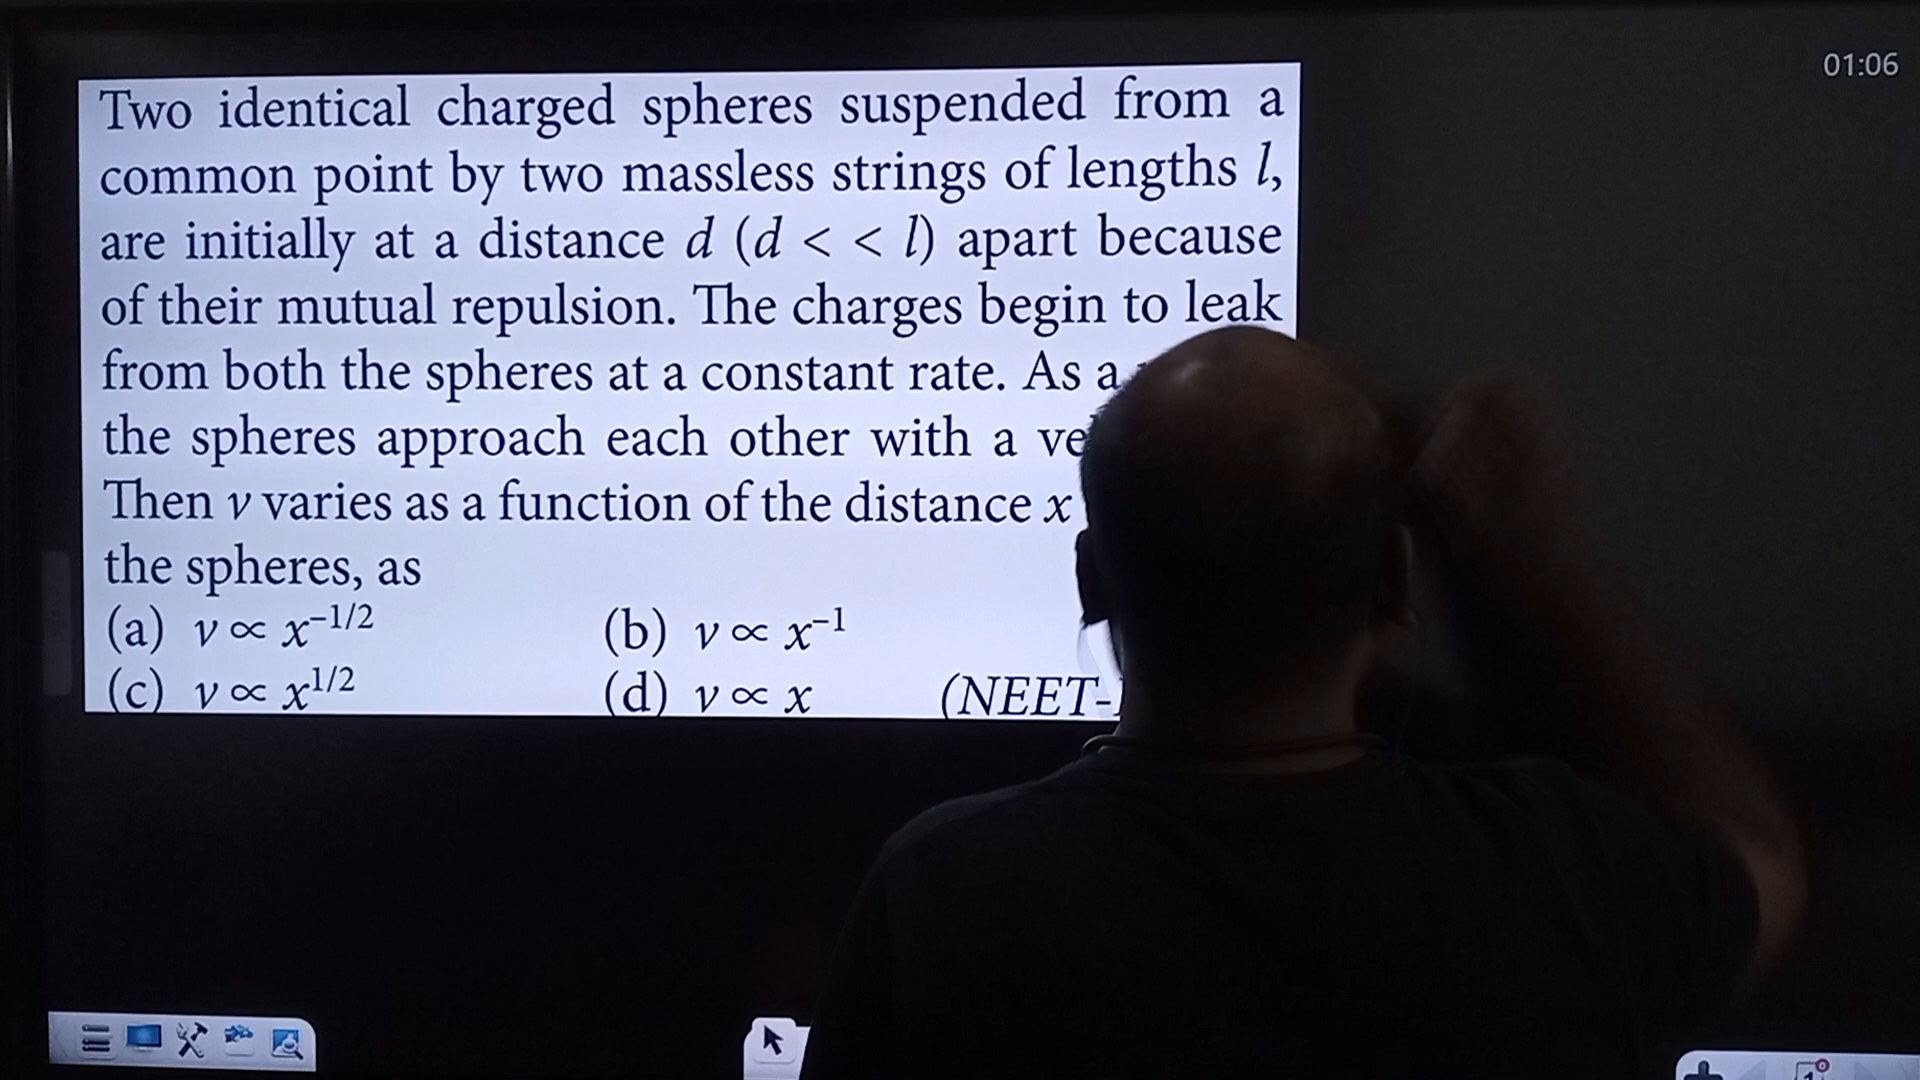 01:06
Two identical charged spheres suspended from a
common point by two massless strings of lengths l,
are initially at a distance d (d < < l) apart because
of their mutual repulsion. The charges begin to leak
from both the spheres at a constant rate. As a
the spheres approach each other with a
Then v varies as a function of the distance x
the spheres, as
(a) v ∝ x⁻¹/² (b) v ∝ x⁻¹
(c) v ∝ x¹/² (d) v ∝ x (NEET-